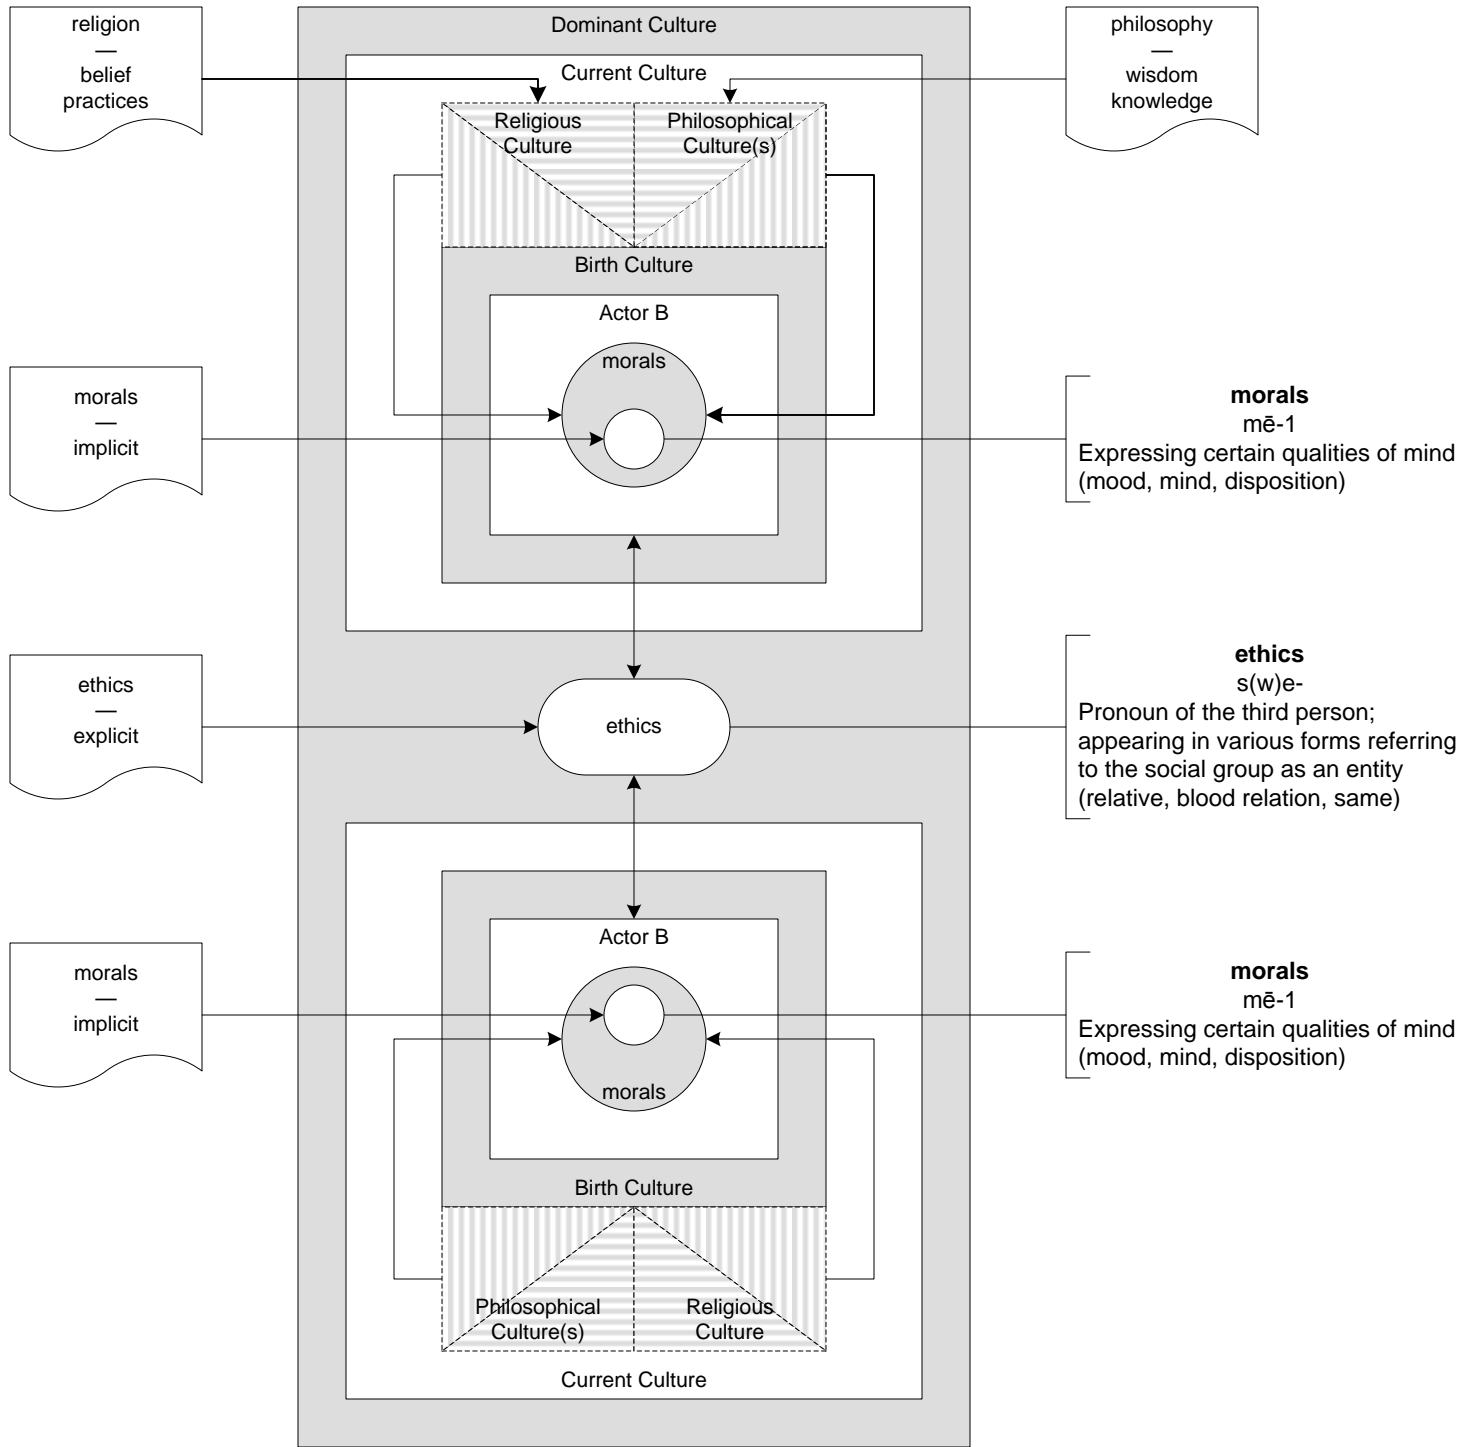 religion
—
belief
practices
Dominant Culture
philosophy
—
wisdom
knowledge
Current Culture
Religious
Culture
Philosophical
Culture(s)
Birth Culture
Actor B
morals
morals
—
implicit
morals
mē-1
Expressing certain qualities of mind
(mood, mind, disposition)
ethics
—
explicit
ethics
ethics
s(w)e-
Pronoun of the third person;
appearing in various forms referring
to the social group as an entity
(relative, blood relation, same)
Actor B
morals
—
implicit
morals
morals
mē-1
Expressing certain qualities of mind
(mood, mind, disposition)
Birth Culture
Philosophical
Culture(s)
Religious
Culture
Current Culture